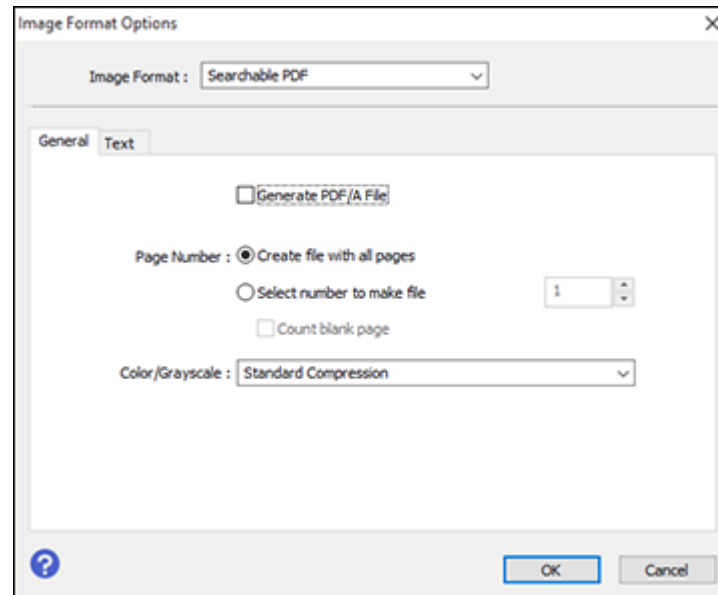 Image Format Options
Image Format : Searchable PDF
General Text
Generate PDF/A File
Page Number : Create file with all pages
Select number to make file 1
Count blank page
Color/Grayscale : Standard Compression
? OK Cancel